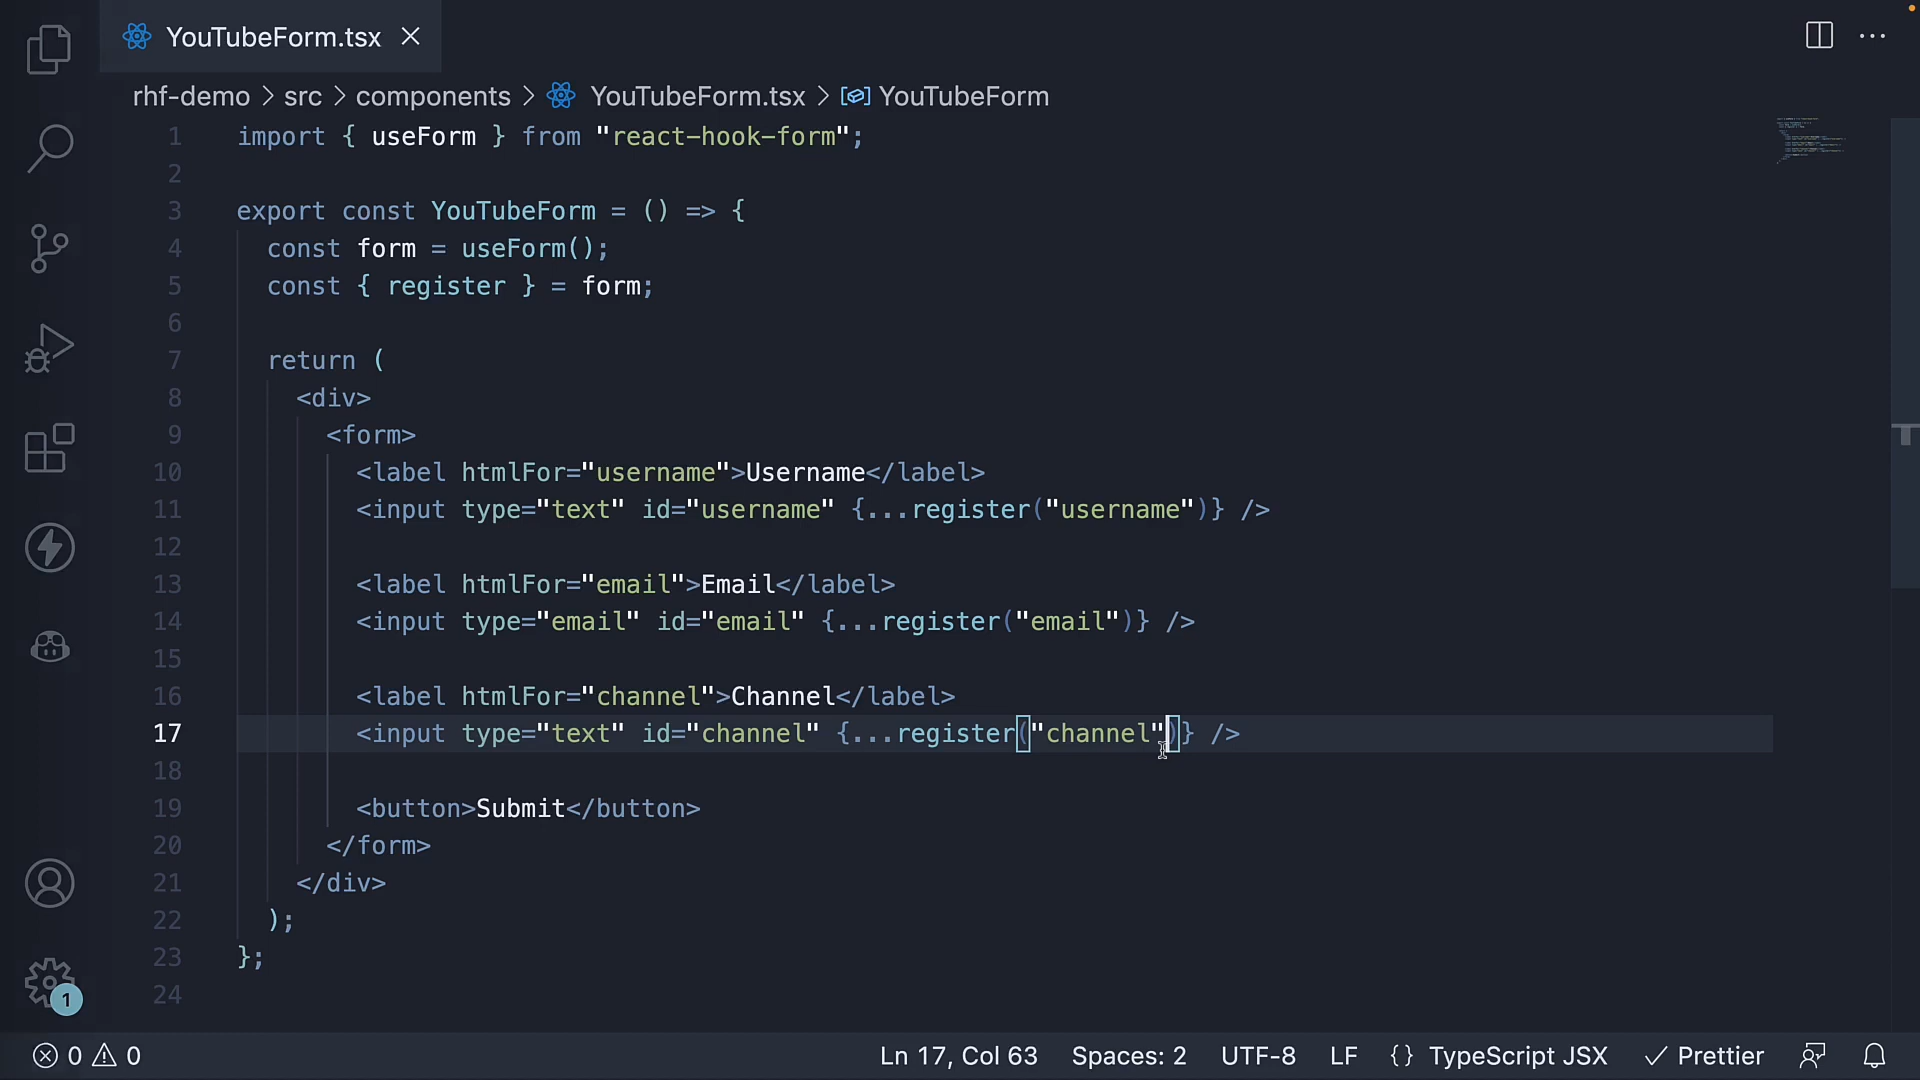 YouTubeForm.tsx
rhf-demo > src > components > YouTubeForm.tsx > YouTubeForm
1 import { useForm } from "react-hook-form";
2
3 export const YouTubeForm = () => {
4   const form = useForm();
5   const { register } = form;
6
7   return (
8     <div>
9       <form>
10         <label htmlFor="username">Username</label>
11         <input type="text" id="username" {...register("username")} />
12
13         <label htmlFor="email">Email</label>
14         <input type="email" id="email" {...register("email")} />
15
16         <label htmlFor="channel">Channel</label>
17         <input type="text" id="channel" {...register("channel")} />
18
19         <button>Submit</button>
20       </form>
21     </div>
22   );
23 };
24
1
0 0 Ln 17, Col 63 Spaces: 2 UTF-8 LF {} TypeScript JSX Prettier